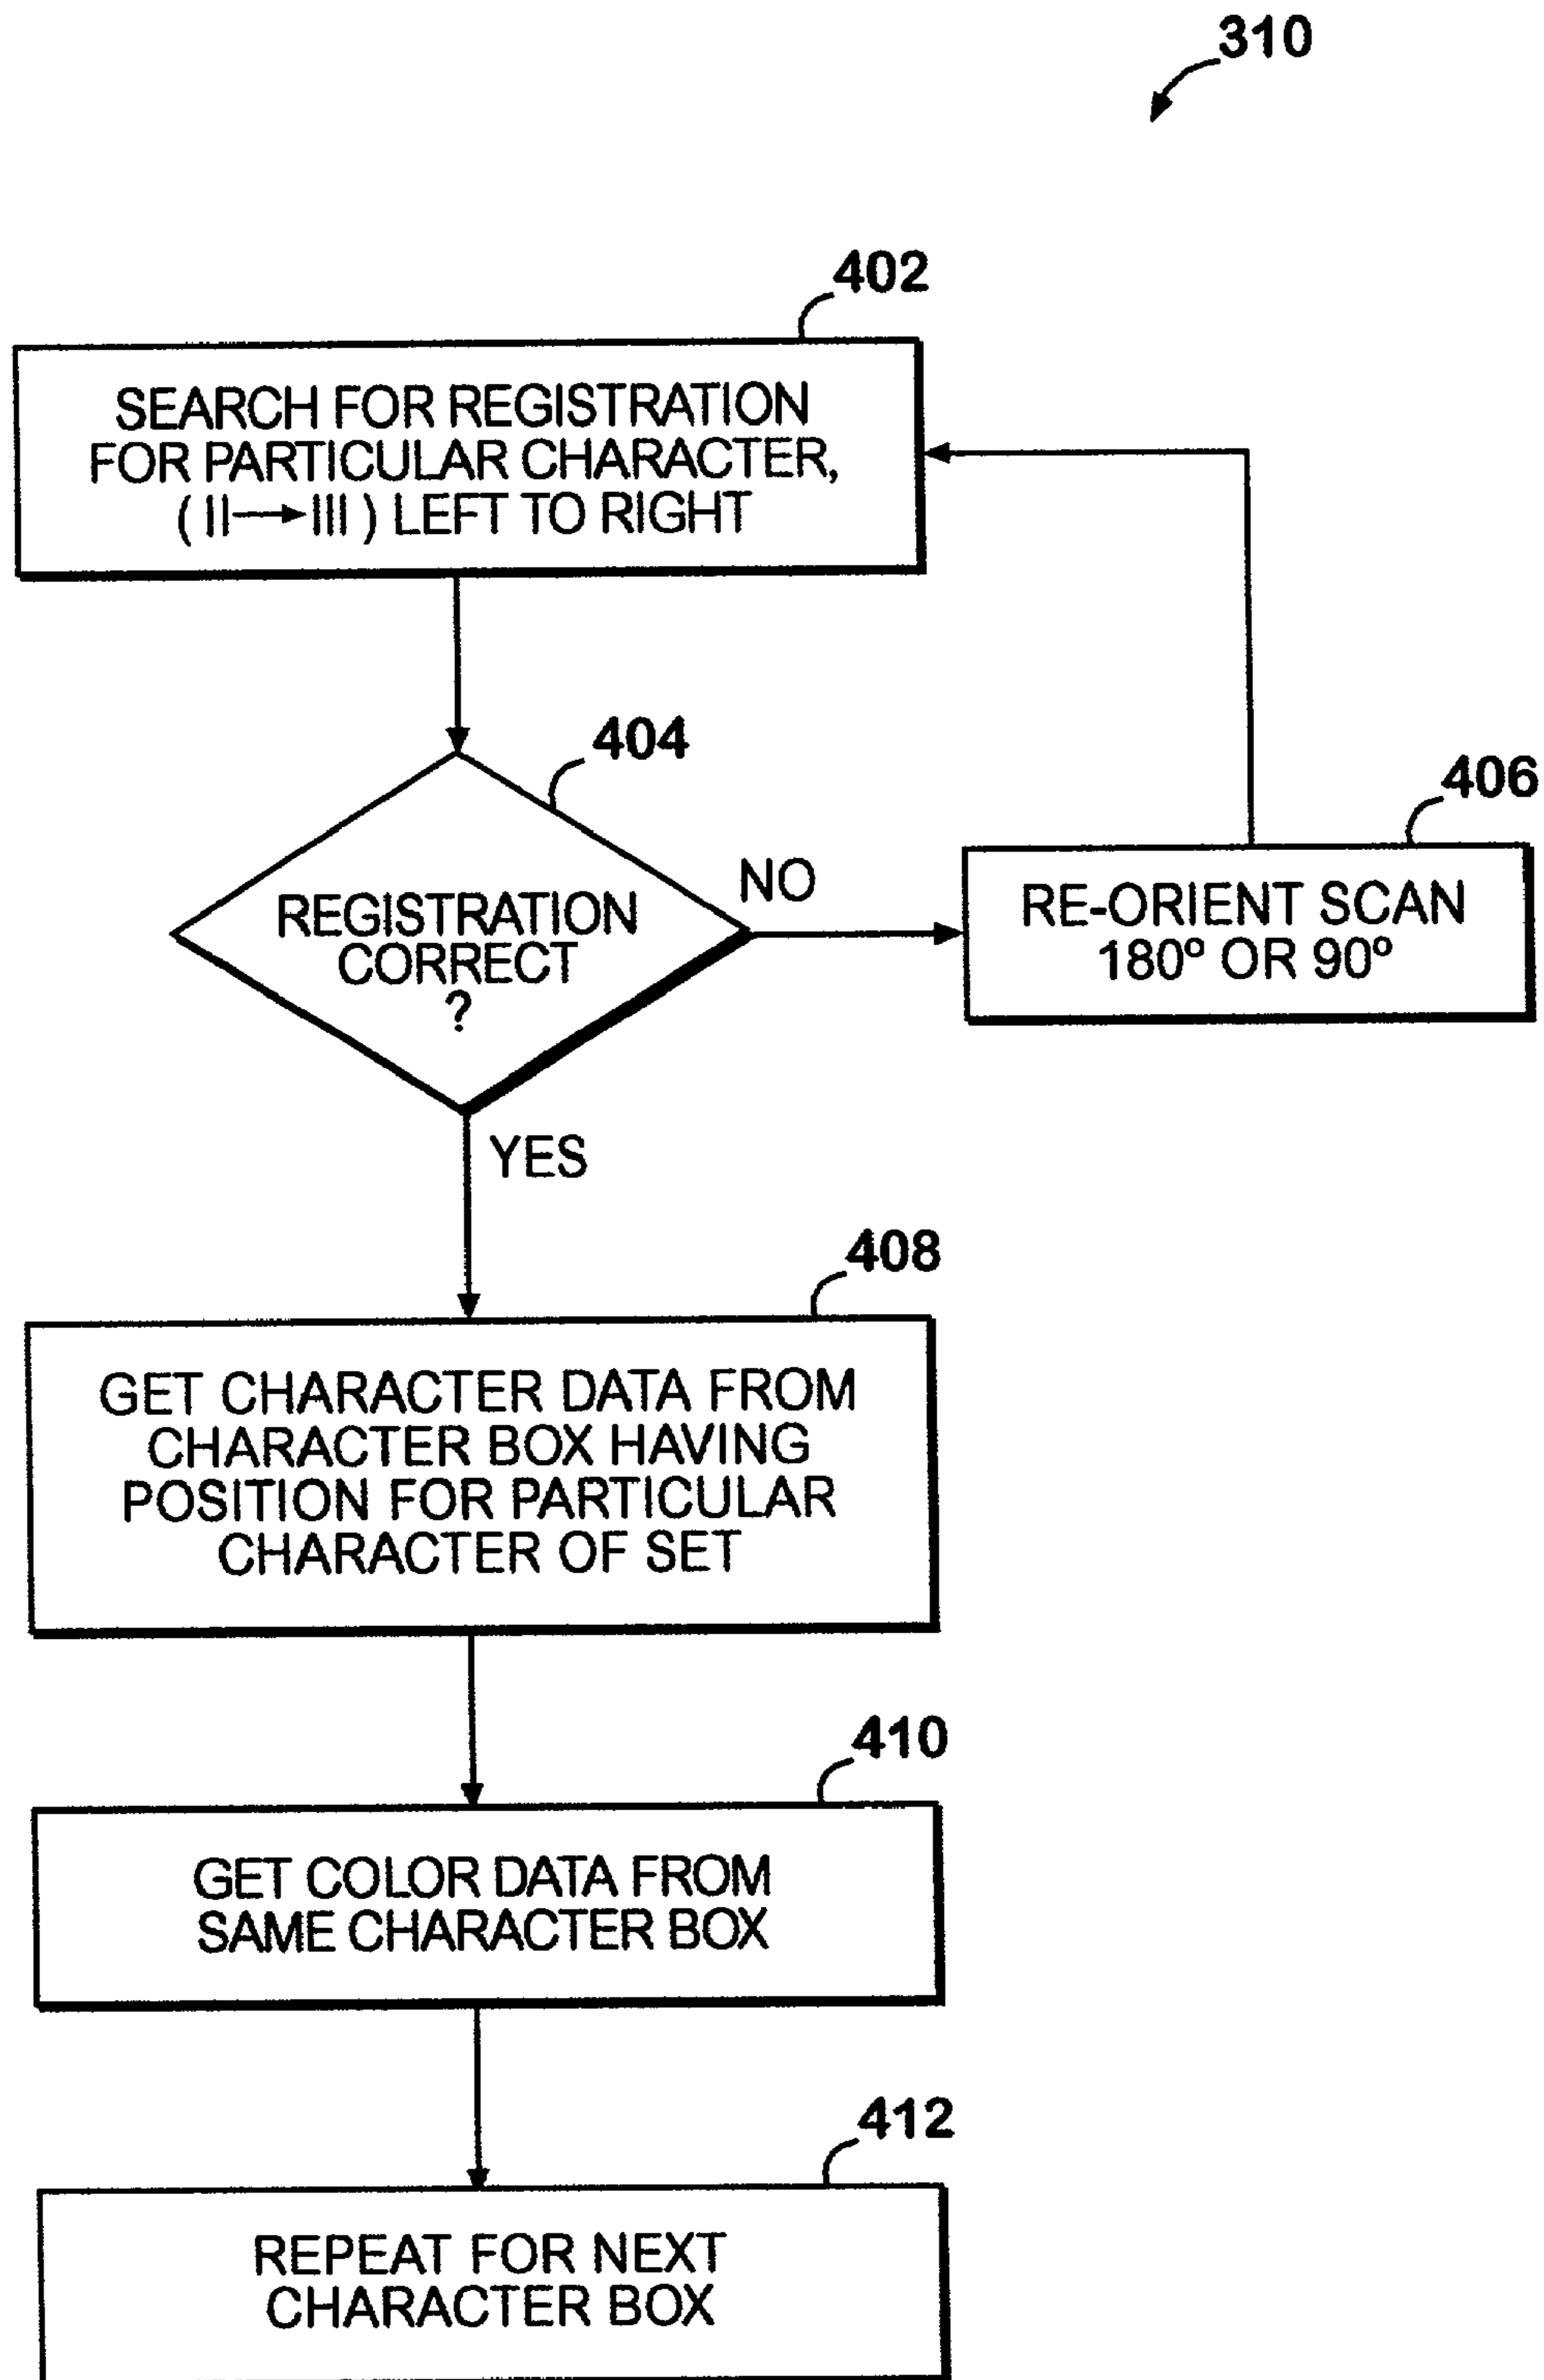 310
402
SEARCH FOR REGISTRATION
FOR PARTICULAR CHARACTER,
( II→III ) LEFT TO RIGHT
404
REGISTRATION
CORRECT
?
NO
406
RE-ORIENT SCAN
180º OR 90º
YES
408
GET CHARACTER DATA FROM
CHARACTER BOX HAVING
POSITION FOR PARTICULAR
CHARACTER OF SET
410
GET COLOR DATA FROM
SAME CHARACTER BOX
412
REPEAT FOR NEXT
CHARACTER BOX